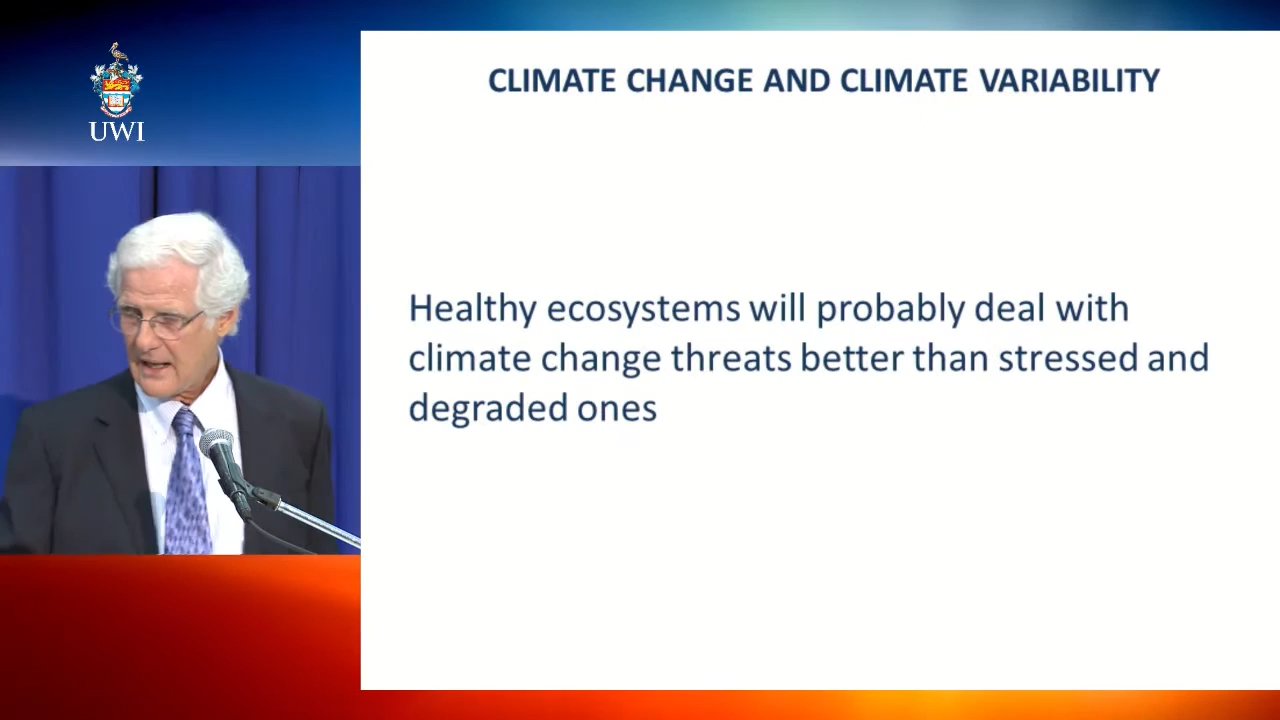 UWI
CLIMATE CHANGE AND CLIMATE VARIABILITY
Healthy ecosystems will probably deal with
climate change threats better than stressed and
degraded ones